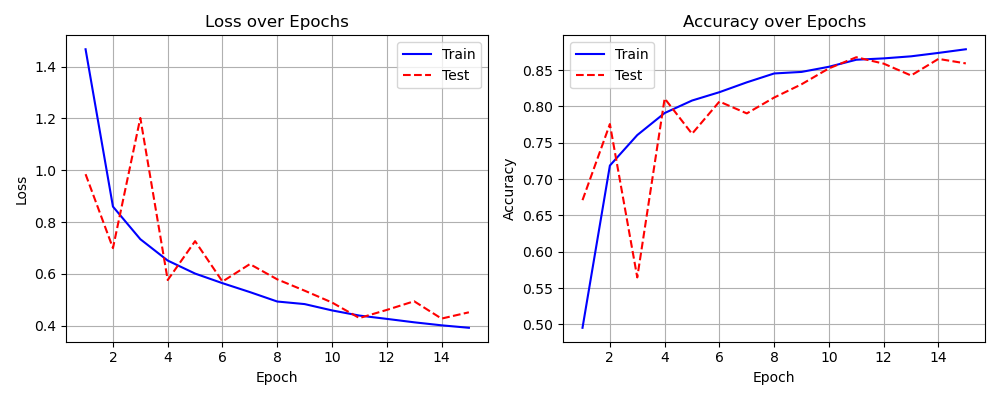 Loss over Epochs
Train
Test
1.4
1.2
1.0
0.8
0.6
0.4
Loss
2 4 6 8 10 12 14
Epoch
Accuracy over Epochs
Train
Test
0.85
0.80
0.75
0.70
0.65
0.60
0.55
0.50
Accuracy
2 4 6 8 10 12 14
Epoch